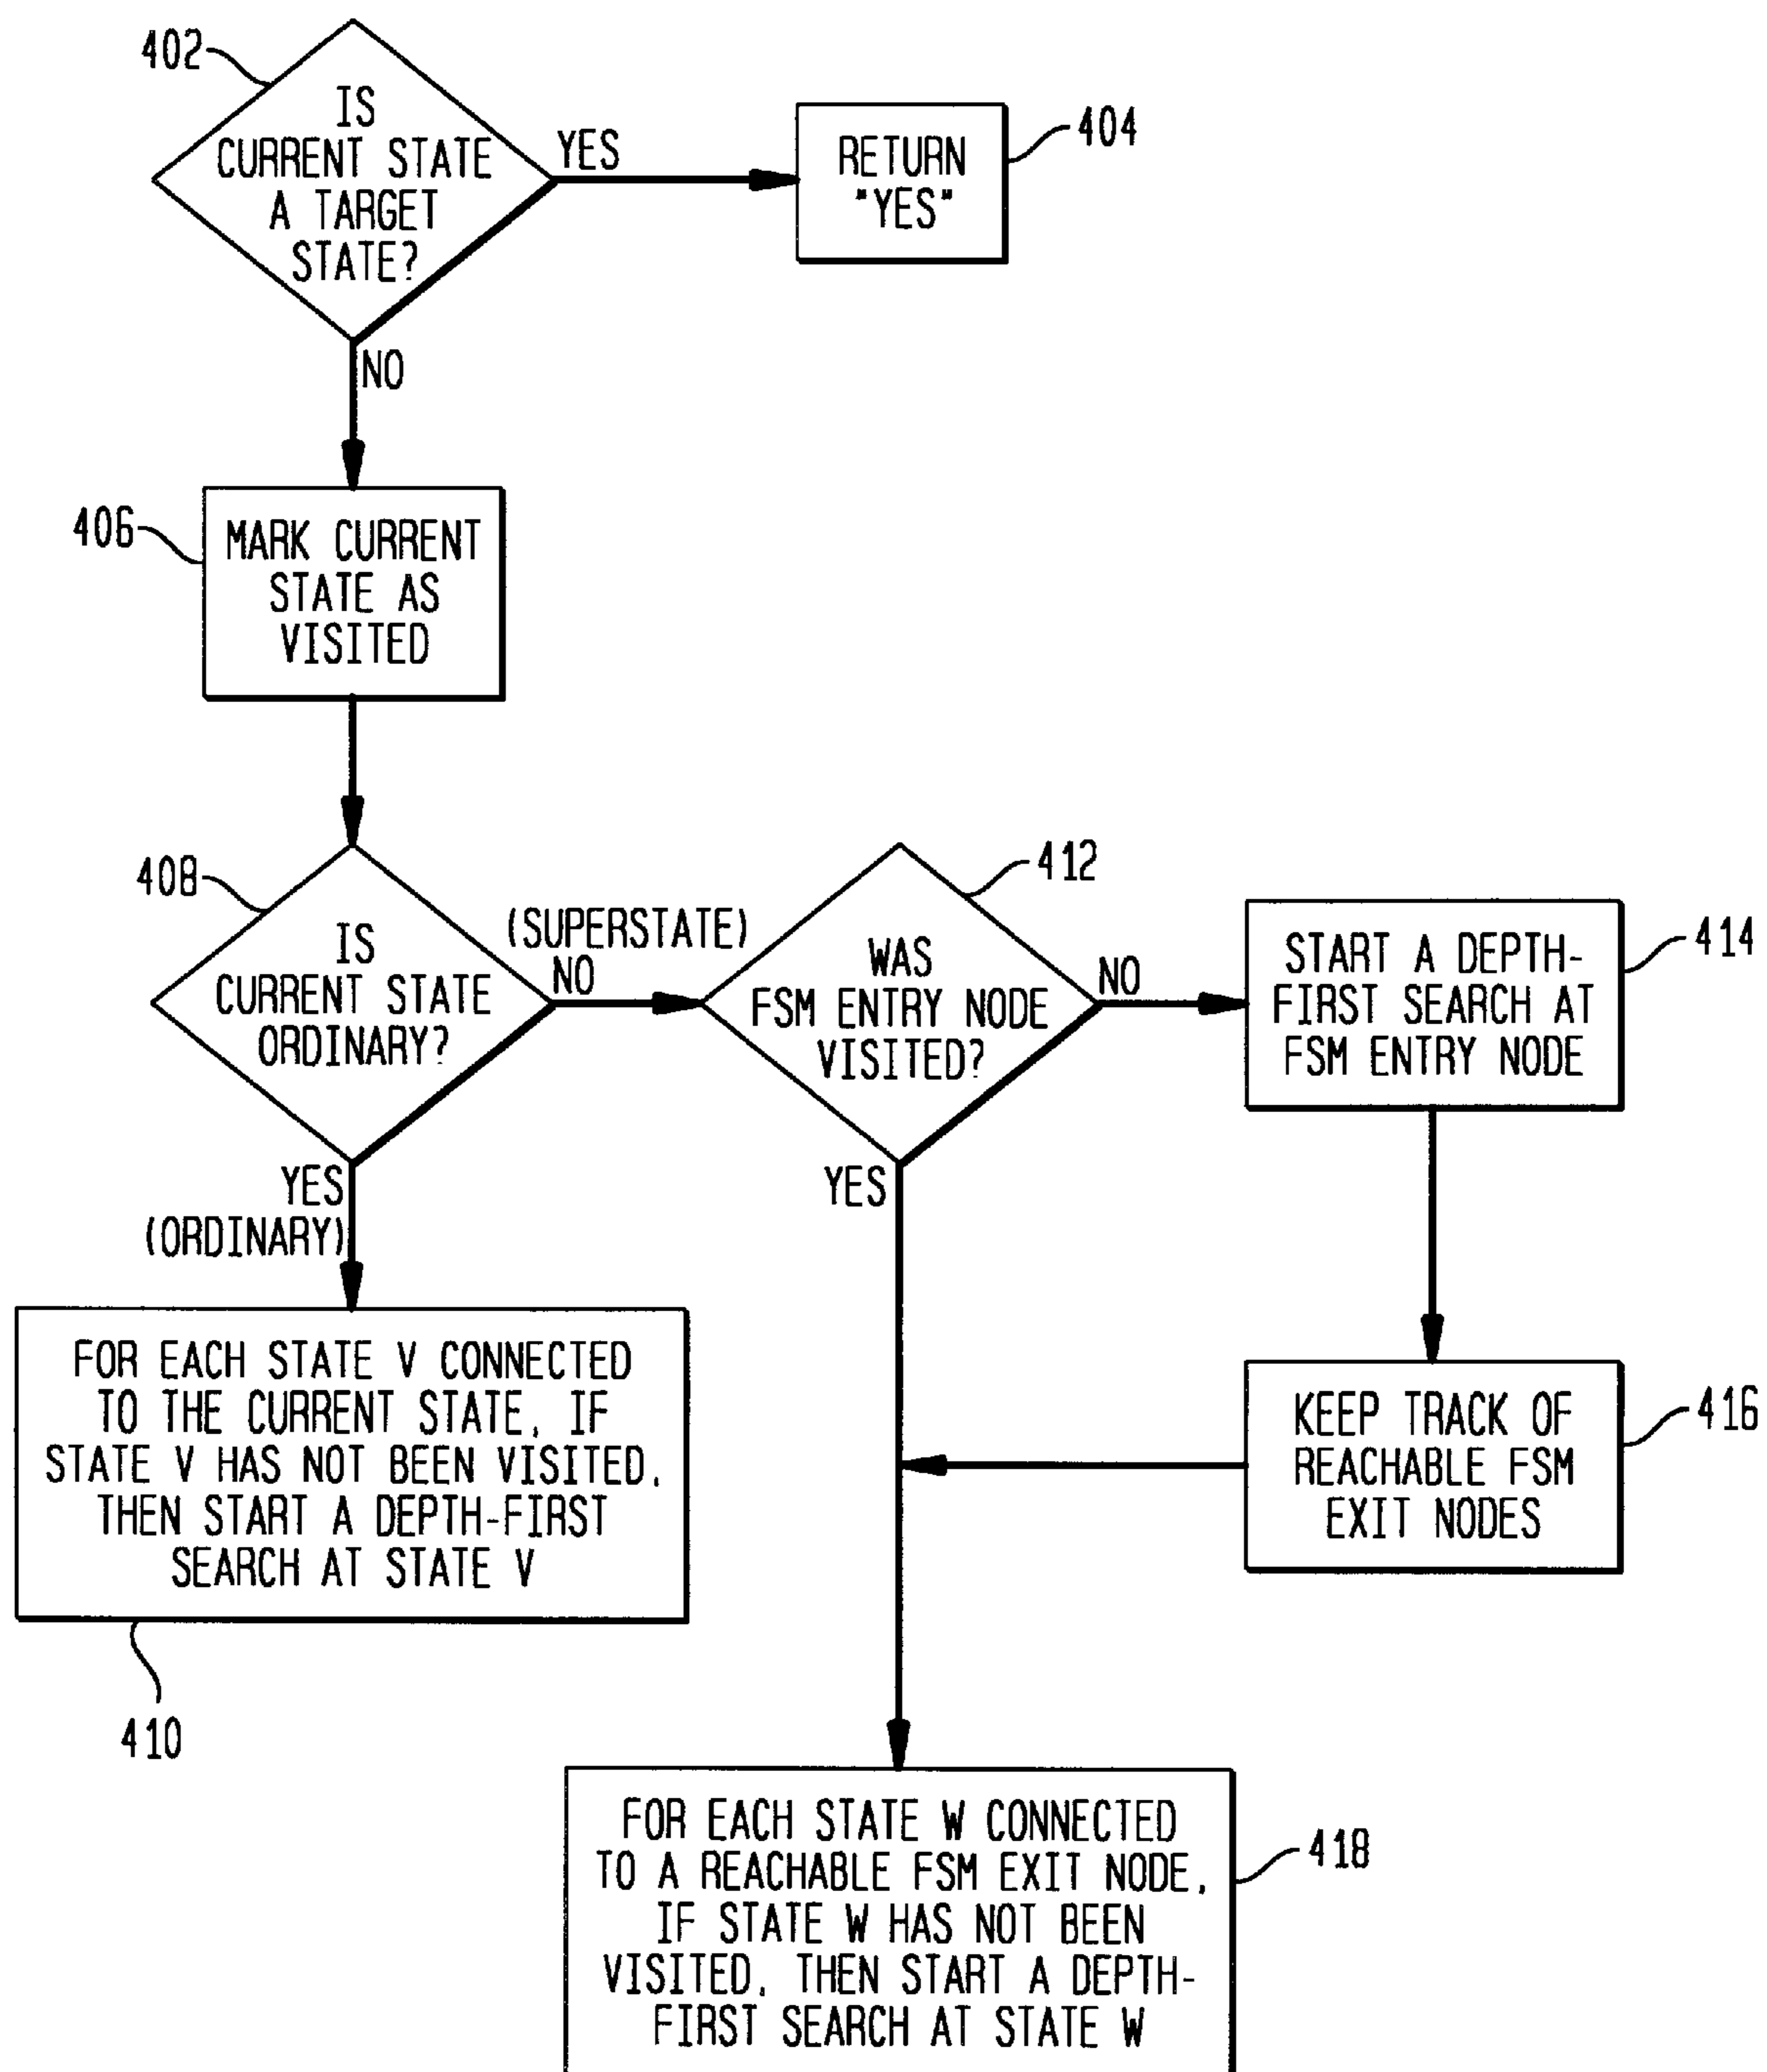 402
IS
CURRENT STATE
A TARGET
STATE?
YES
RETURN
"YES"
404
NO
406
MARK CURRENT
STATE AS
VISITED
408
IS
CURRENT STATE
ORDINARY?
(SUPERSTATE)
NO
412
WAS
FSM ENTRY NODE
VISITED?
NO
START A DEPTH-
FIRST SEARCH AT
FSM ENTRY NODE
414
YES
(ORDINARY)
YES
FOR EACH STATE V CONNECTED
TO THE CURRENT STATE, IF
STATE V HAS NOT BEEN VISITED,
THEN START A DEPTH-FIRST
SEARCH AT STATE V
410
KEEP TRACK OF
REACHABLE FSM
EXIT NODES
416
FOR EACH STATE W CONNECTED
TO A REACHABLE FSM EXIT NODE,
IF STATE W HAS NOT BEEN
VISITED, THEN START A DEPTH-
FIRST SEARCH AT STATE W
418